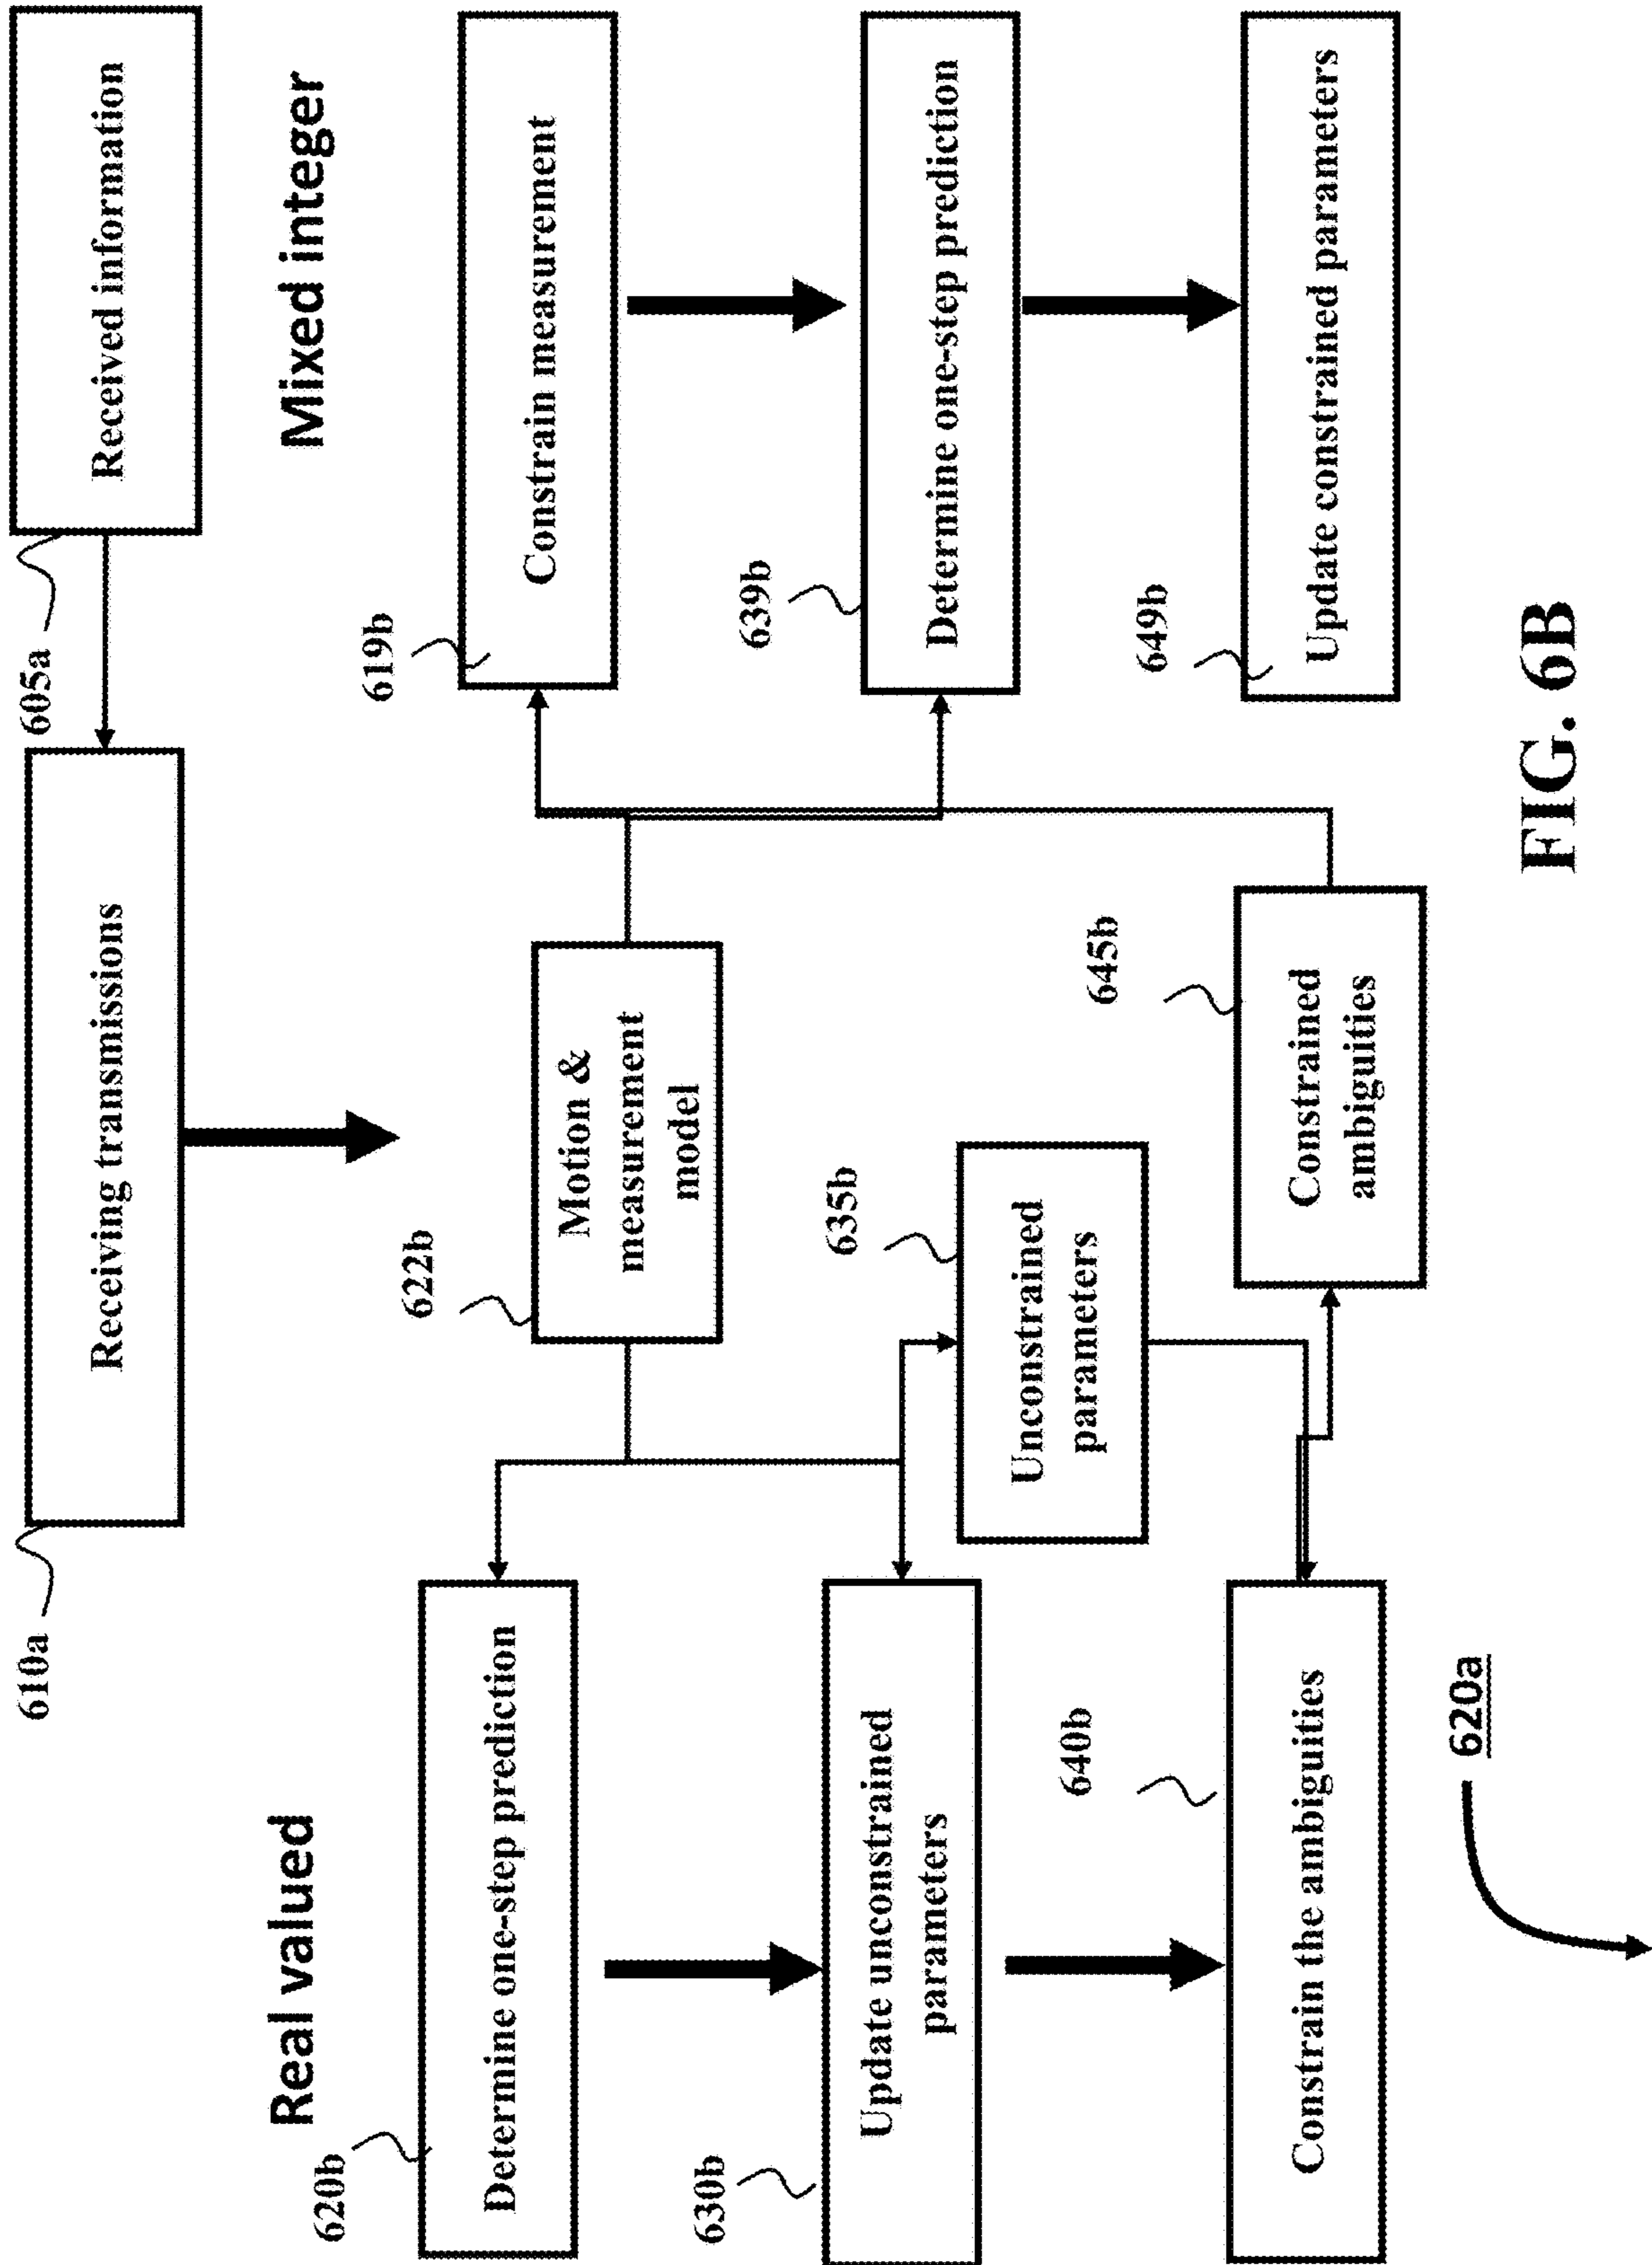 610a
Receiving transmissions
605a
Received information
Real valued
Mixed integer
620b
Determine one-step prediction
622b
Motion &
measurement
model
619b
Constrain measurement
630b
Update unconstrained
parameters
635b
Unconstrained
parameters
639b
Determine one-step prediction
640b
Constrain the ambiguities
645b
Constrained
ambiguities
649b
Update constrained parameters
620a
FIG. 6B